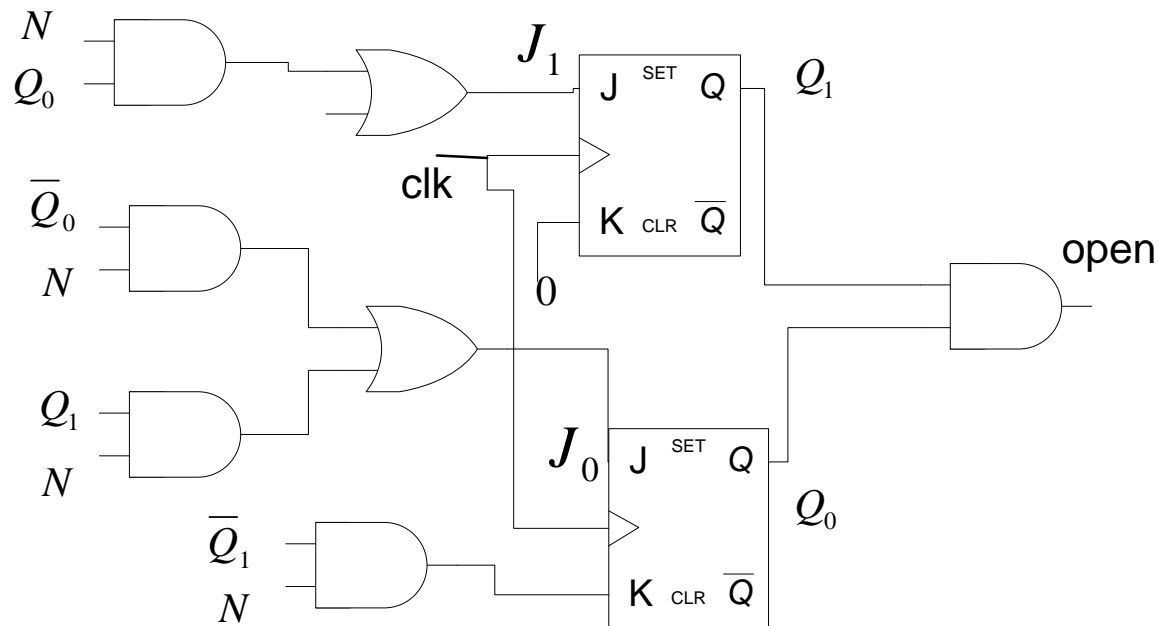 N
Q₀
J₁
J SET Q
Q₁
clk
K CLR Q̅
0
Q̅₀
N
open
Q₁
N
J₀
J SET Q
Q₀
Q̅₁
N
K CLR Q̅